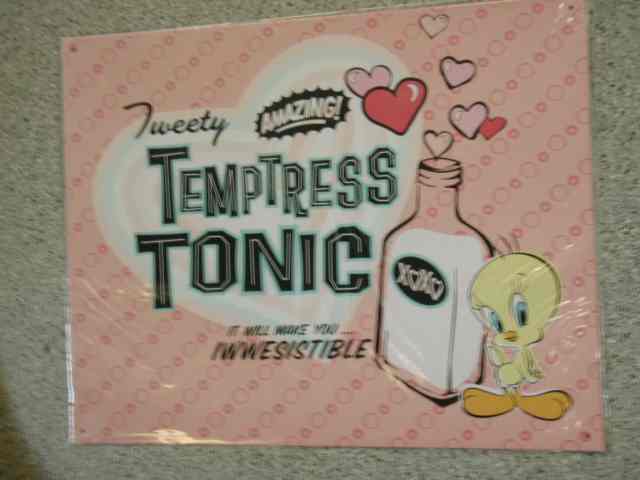 Tweety
AMAZING!
TEMPTRESS
TONIC
XOXO
IT WILL MAKE YOU ...
IWWESISTIBLE